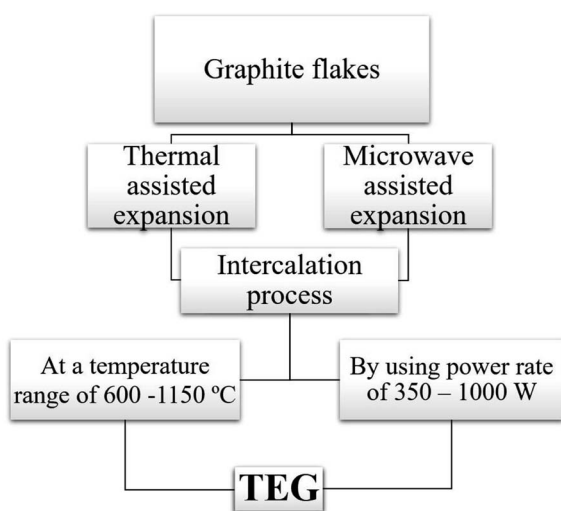 Graphite flakes
Thermal
assisted
expansion
Microwave
assisted
expansion
Intercalation
process
At a temperature
range of 600 -1150 ºC
By using power rate
of 350 – 1000 W
TEG